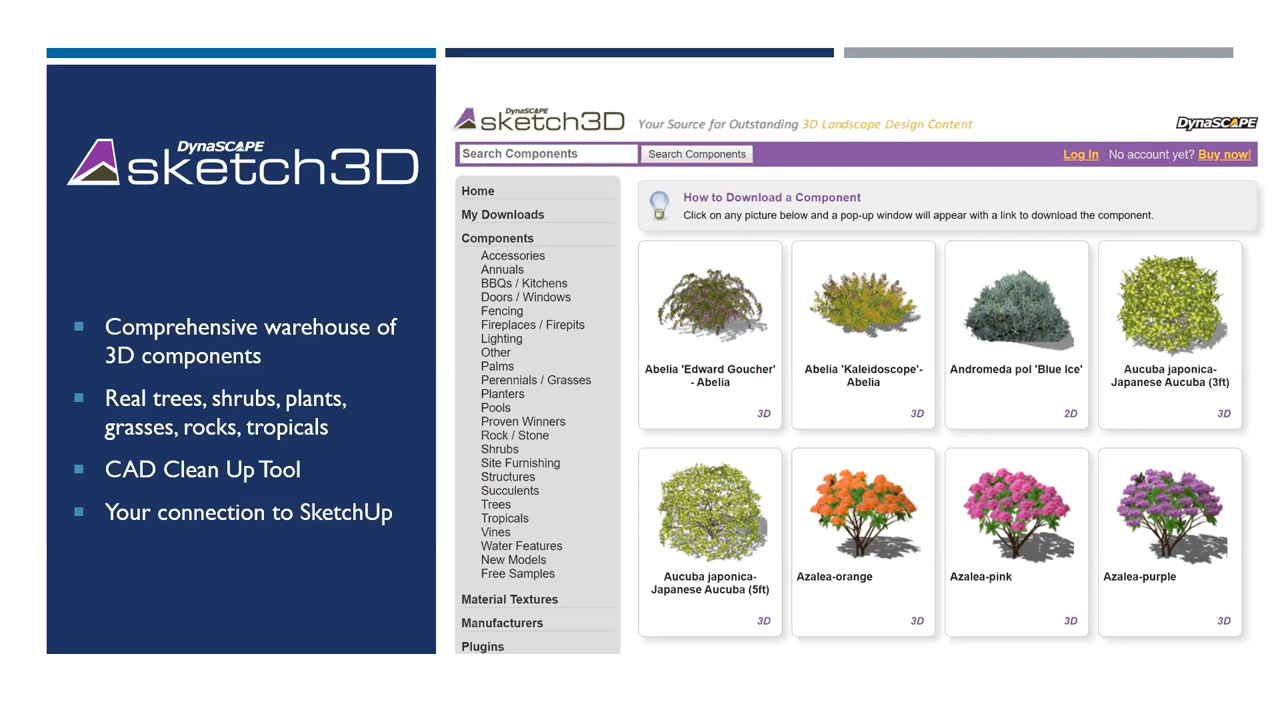 DynaSCAPE
sketch3D
Comprehensive warehouse of
3D components
Real trees, shrubs, plants,
grasses, rocks, tropicals
CAD Clean Up Tool
Your connection to SketchUp
DynaSCAPE
sketch3D
Your Source for Outstanding 3D Landscape Design Content
DynaSCAPE
Search Components
Search Components
Log In No account yet? Buy now!
Home
My Downloads
Components
Accessories
Annuals
BBQs / Kitchens
Doors / Windows
Fencing
Fireplaces / Firepits
Lighting
Other
Palms
Perennials / Grasses
Planters
Pools
Proven Winners
Rock / Stone
Shrubs
Site Furnishing
Structures
Succulents
Trees
Tropicals
Vines
Water Features
New Models
Free Samples
Material Textures
Manufacturers
Plugins
How to Download a Component
Click on any picture below and a pop-up window will appear with a link to download the component.
Abelia 'Edward Goucher'
- Abelia
3D
Abelia 'Kaleidoscope'-
Abelia
3D
Andromeda pol 'Blue Ice'
2D
Aucuba japonica-
Japanese Aucuba (3ft)
3D
Aucuba japonica-
Japanese Aucuba (5ft)
3D
Azalea-orange
3D
Azalea-pink
3D
Azalea-purple
3D